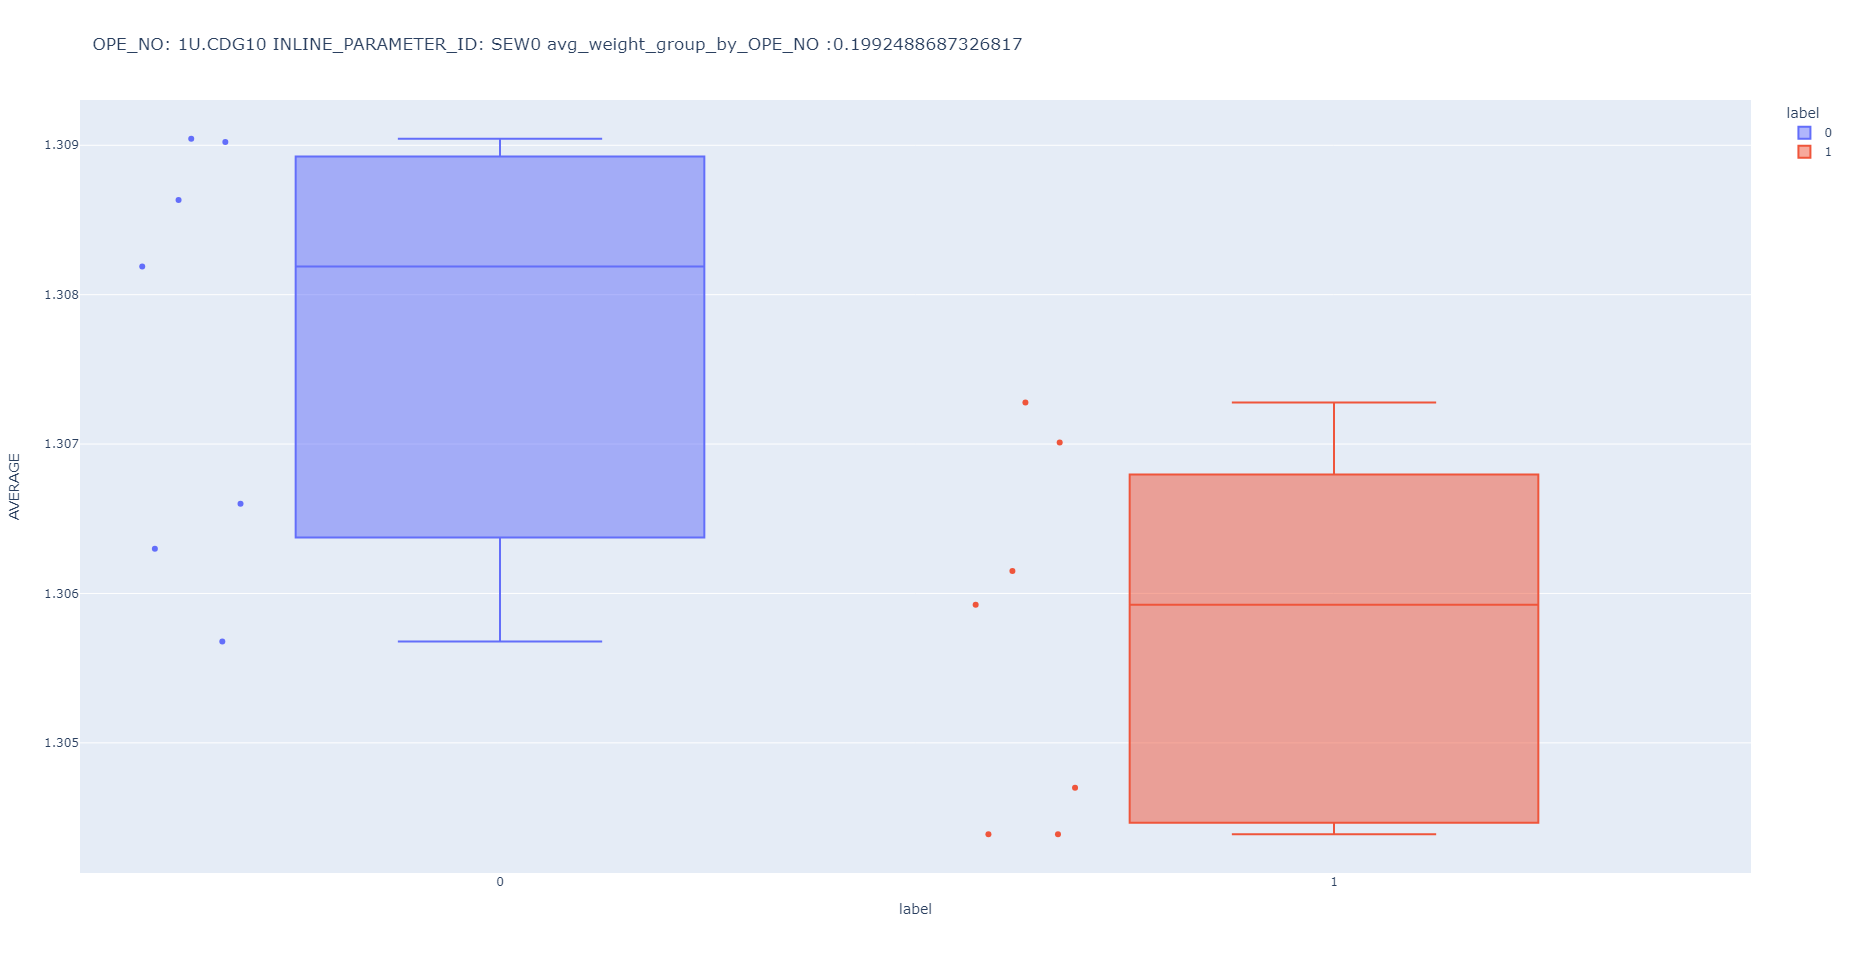 OPE_NO: 1U.CDG10 INLINE_PARAMETER_ID: SEW0 avg_weight_group_by_OPE_NO :0.1992488687326817
label
0
1
1.309
1.308
1.307
1.306
1.305
AVERAGE
0 1
label